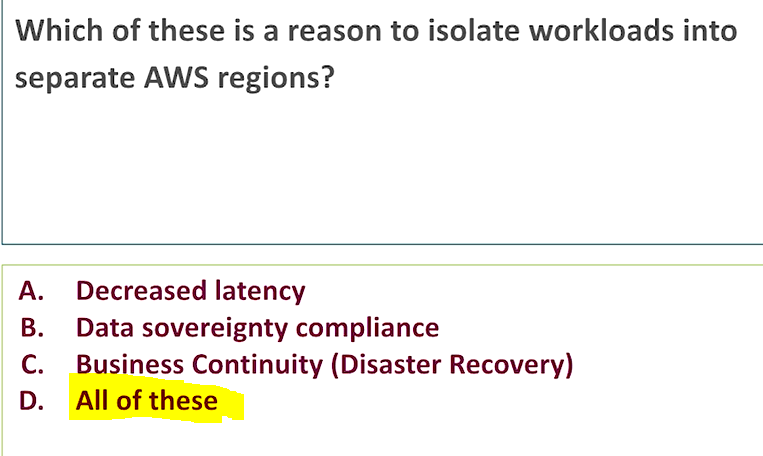 Which of these is a reason to isolate workloads into
separate AWS regions?
A. Decreased latency
B. Data sovereignty compliance
C. Business Continuity (Disaster Recovery)
D. All of these